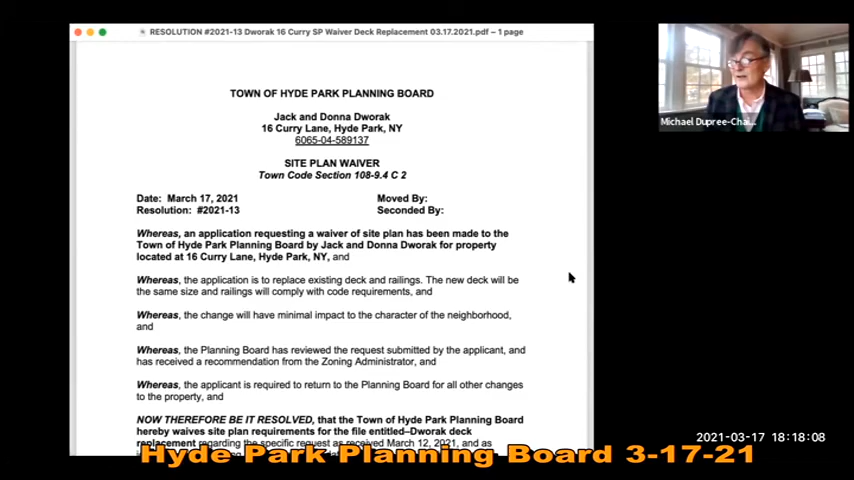 RESOLUTION #2021-13 Dworak 16 Curry SP Waiver Deck Replacement 03.17.2021.pdf – 1 page
TOWN OF HYDE PARK PLANNING BOARD
Jack and Donna Dworak
16 Curry Lane, Hyde Park, NY
6065-04-589137
SITE PLAN WAIVER
Town Code Section 108-9.4 C 2
Date: March 17, 2021 Moved By:
Resolution: #2021-13 Seconded By:
Whereas, an application requesting a waiver of site plan has been made to the
Town of Hyde Park Planning Board by Jack and Donna Dworak for property
located at 16 Curry Lane, Hyde Park, NY, and
Whereas, the application is to replace existing deck and railings. The new deck will be
the same size and railings will comply with code requirements, and
Whereas, the change will have minimal impact to the character of the neighborhood,
and
Whereas, the Planning Board has reviewed the request submitted by the applicant, and
has received a recommendation from the Zoning Administrator, and
Whereas, the applicant is required to return to the Planning Board for all other changes
to the property, and
NOW THEREFORE BE IT RESOLVED, that the Town of Hyde Park Planning Board
hereby waives site plan requirements for the file entitled–Dworak deck
replacement regarding the specific request as received March 12, 2021, and as
Michael Dupree-Chai...
2021-03-17 18:18:08
Hyde Park Planning Board 3-17-21